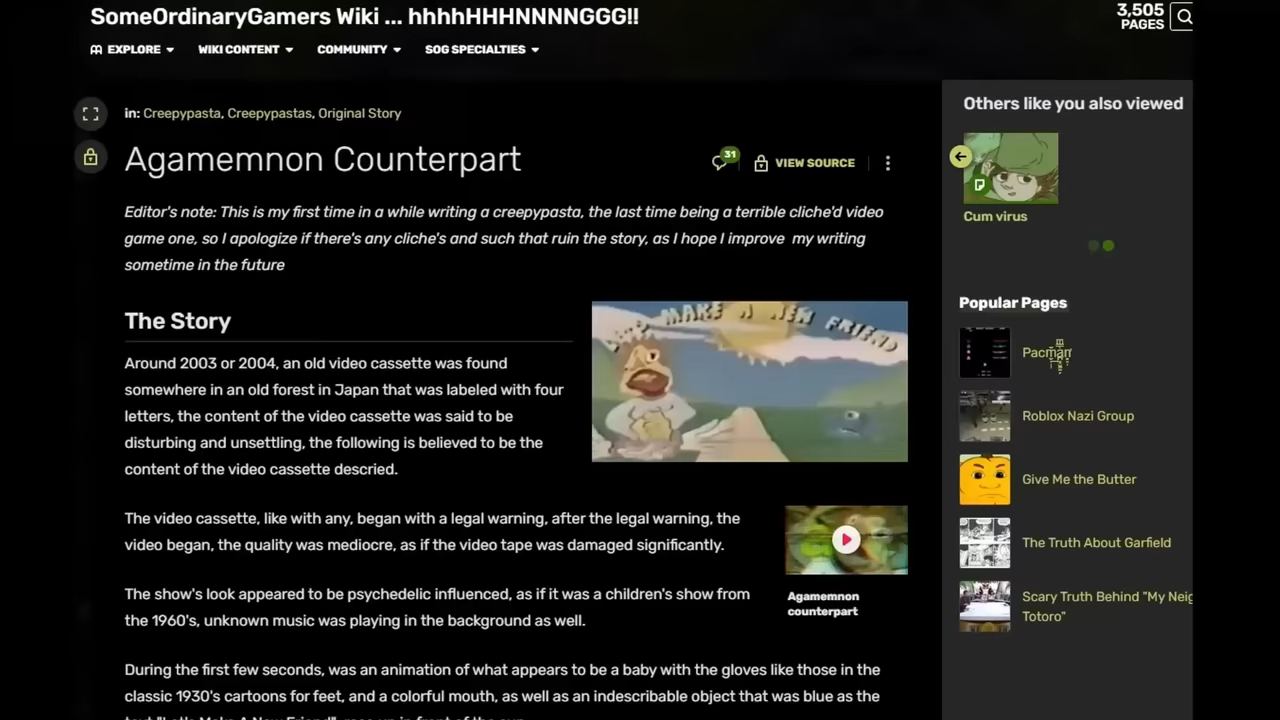 SomeOrdinaryGamers Wiki ... hhhhHHHNNNNGGG!!
3,505
PAGES
EXPLORE
WIKI CONTENT
COMMUNITY
SOG SPECIALTIES
in: Creepypasta, Creepypastas, Original Story
Agamemnon Counterpart
31
VIEW SOURCE
Editor's note: This is my first time in a while writing a creepypasta, the last time being a terrible cliche'd video
game one, so I apologize if there's any cliche's and such that ruin the story, as I hope I improve my writing
sometime in the future
The Story
MAKE A NEW FRIEND
Around 2003 or 2004, an old video cassette was found
somewhere in an old forest in Japan that was labeled with four
letters, the content of the video cassette was said to be
disturbing and unsettling, the following is believed to be the
content of the video cassette descried.
The video cassette, like with any, began with a legal warning, after the legal warning, the
video began, the quality was mediocre, as if the video tape was damaged significantly.
Agamemnon
counterpart
The show's look appeared to be psychedelic influenced, as if it was a children's show from
the 1960's, unknown music was playing in the background as well.
During the first few seconds, was an animation of what appears to be a baby with the gloves like those in the
classic 1930's cartoons for feet, and a colorful mouth, as well as an indescribable object that was blue as the
text "Let's Make A New Friend"
Others like you also viewed
Cum virus
Popular Pages
Pacman
Roblox Nazi Group
Give Me the Butter
The Truth About Garfield
Scary Truth Behind "My Neig
Totoro"